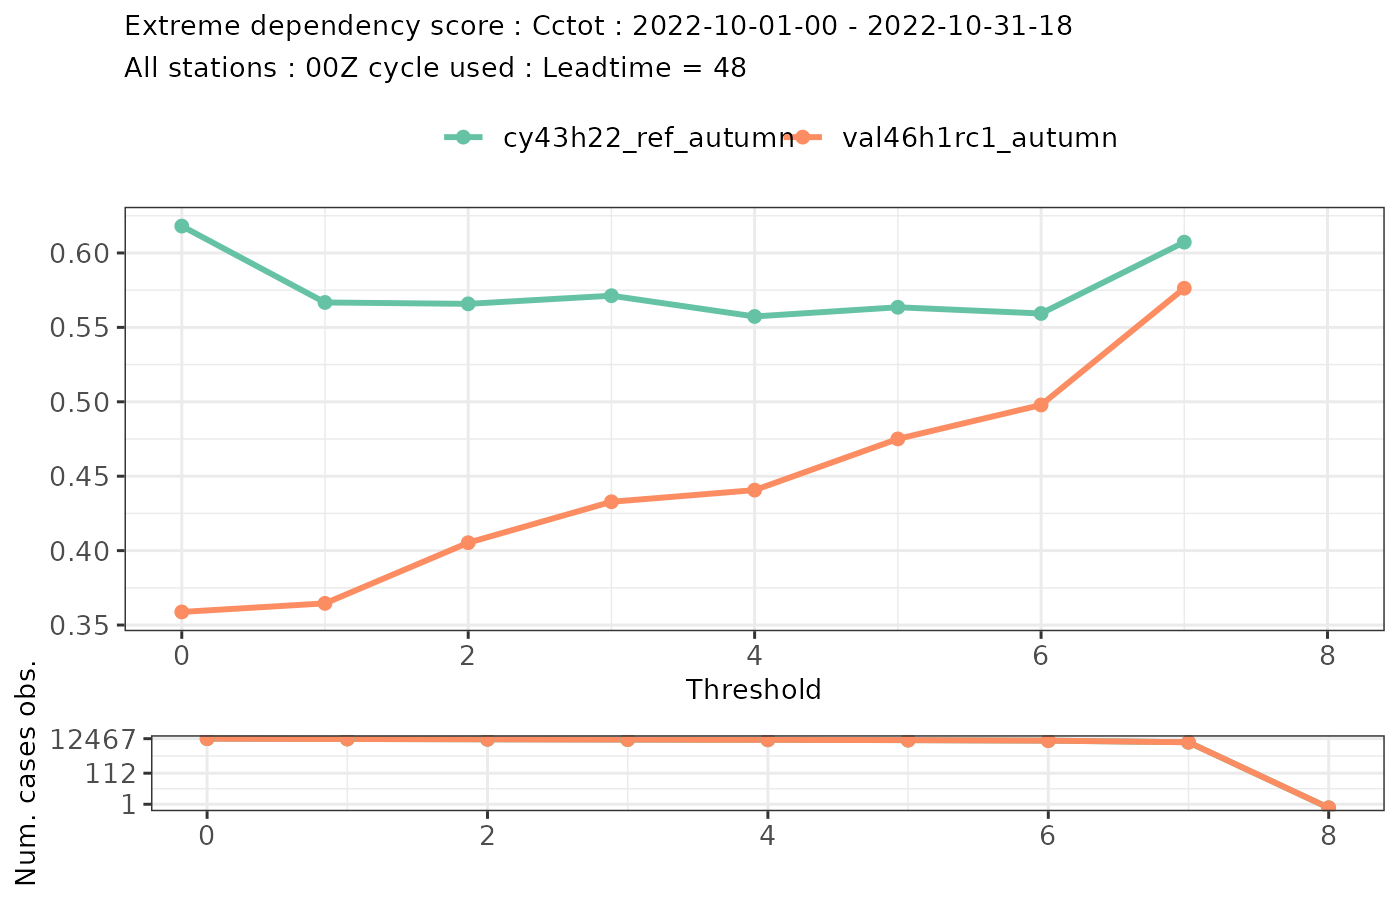 Extreme dependency score : Cctot : 2022-10-01-00 - 2022-10-31-18
All stations : 00Z cycle used : Leadtime = 48
cy43h22_ref_autumn val46h1rc1_autumn
0.60
0.55
0.50
0.45
0.40
0.35
0 2 4 6 8
Threshold
Num. cases obs.
12467
112
1
0 2 4 6 8